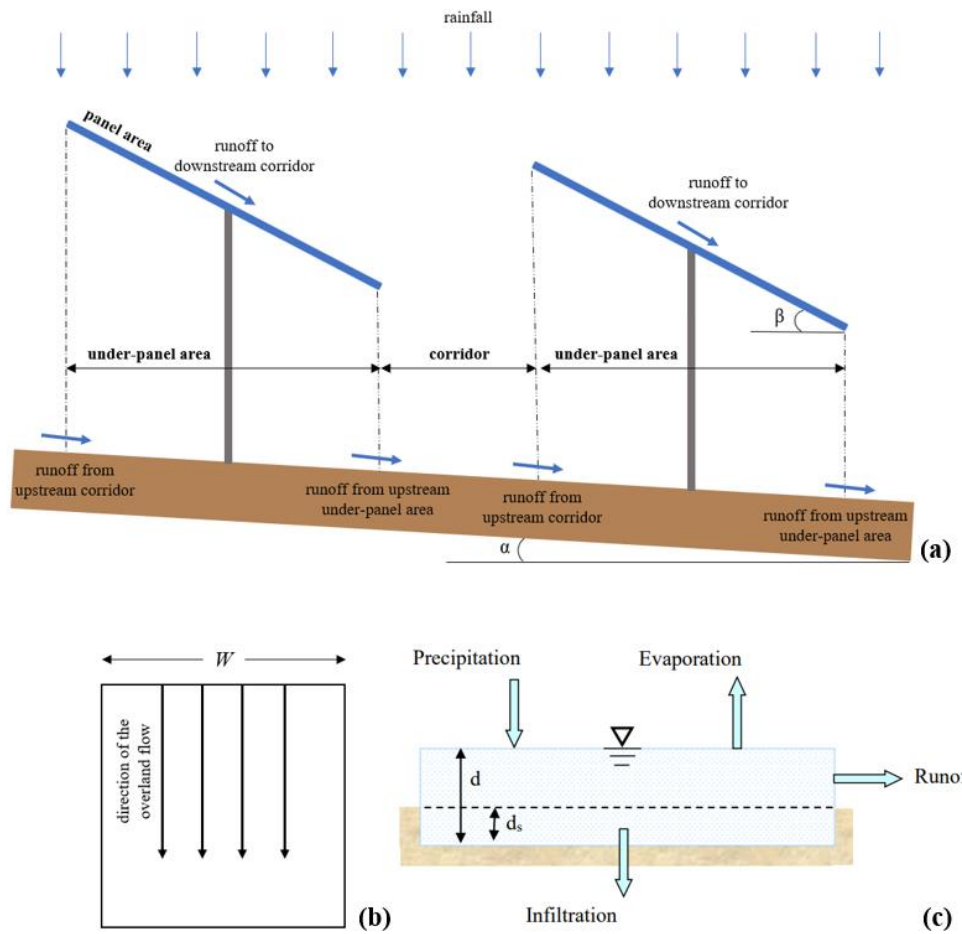 rainfall
panel area
runoff to
downstream corridor
runoff to
downstream corridor
β
under-panel area
corridor
under-panel area
runoff from
upstream corridor
runoff from upstream
under-panel area
runoff from
upstream corridor
runoff from upstream
under-panel area
α
(a)
W
direction of the
overland flow
(b)
Precipitation
Evaporation
d
ds
Runo
Infiltration
(c)